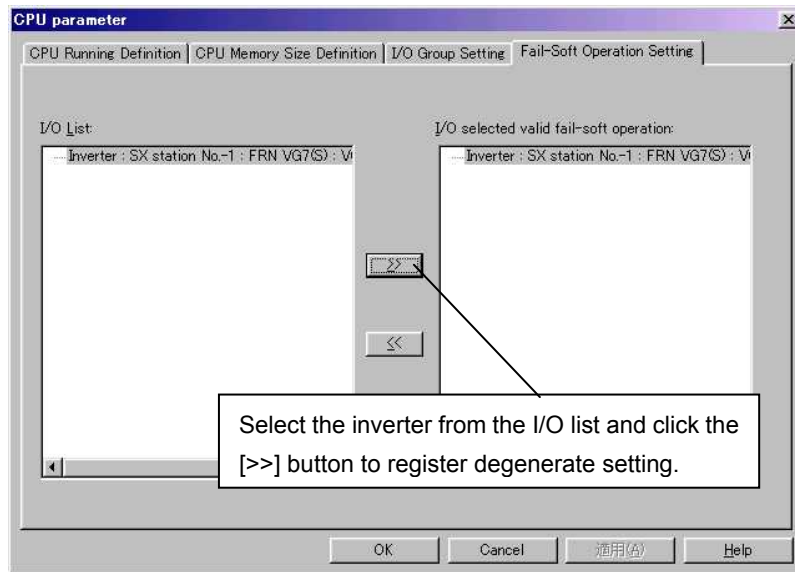 CPU parameter
CPU Running Definition CPU Memory Size Definition I/O Group Setting Fail-Soft Operation Setting
I/O List: I/O selected valid fail-soft operation:
Inverter : SX station No.-1 : FRN VG7(S) : Inverter : SX station No.-1 : FRN VG7(S) :
>>
<<
Select the inverter from the I/O list and click the
[>>] button to register degenerate setting.
OK Cancel 適用(A) Help